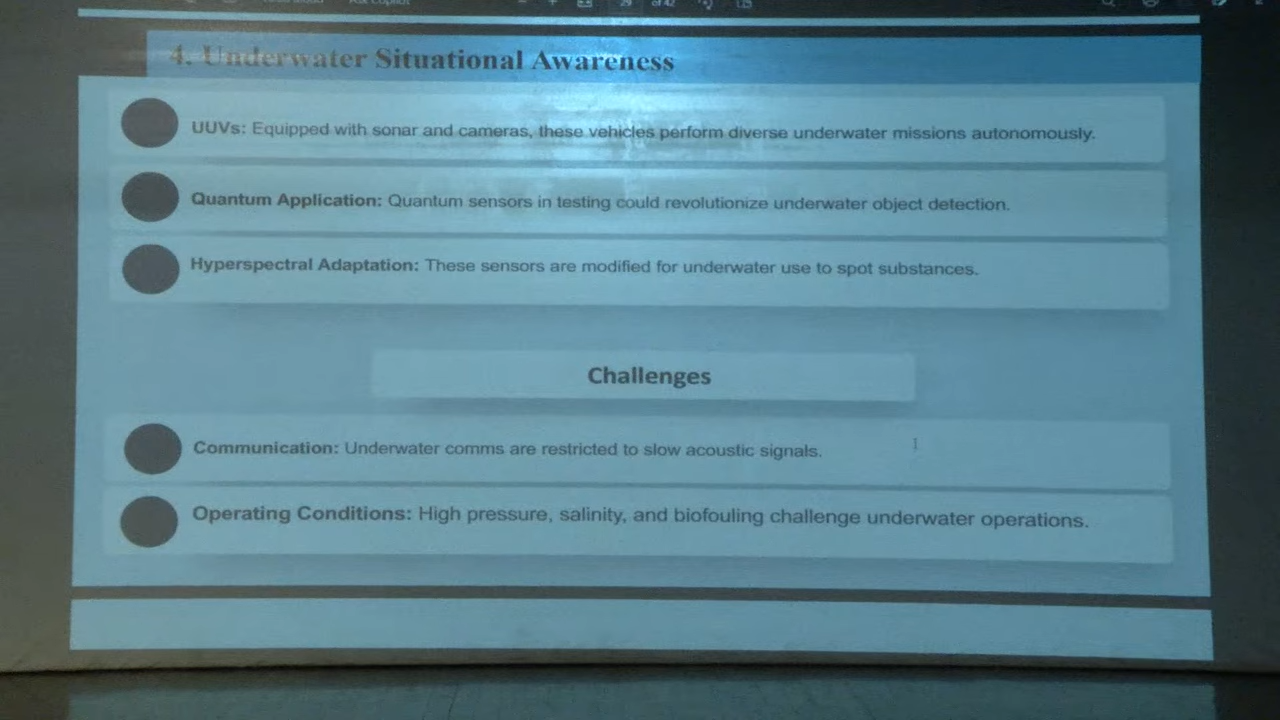 4. Underwater Situational Awareness
UUVs: Equipped with sonar and cameras, these vehicles perform diverse underwater missions autonomously.
Quantum Application: Quantum sensors in testing could revolutionize underwater object detection.
Hyperspectral Adaptation: These sensors are modified for underwater use to spot substances.
Challenges
Communication: Underwater comms are restricted to slow acoustic signals.
Operating Conditions: High pressure, salinity, and biofouling challenge underwater operations.